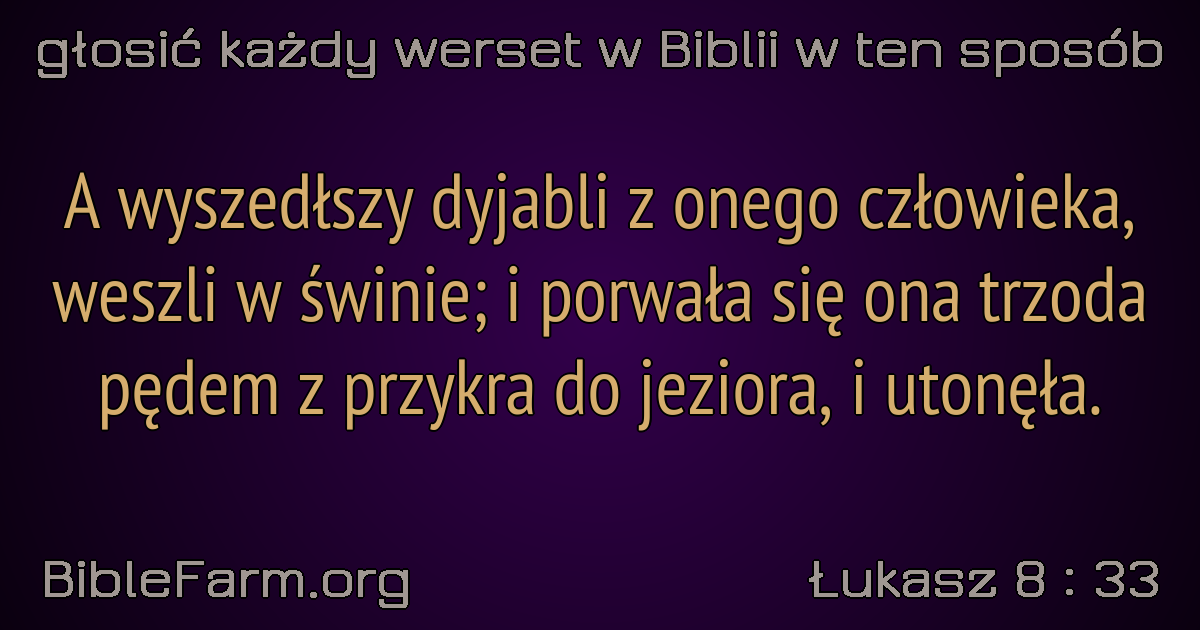 głosić każdy werset w Biblii w ten sposób
A wyszedłszy dyjabli z onego człowieka,
weszli w świnie; i porwała się ona trzoda
pędem z przykra do jeziora, i utonęła.
BibleFarm.org
Łukasz 8 : 33